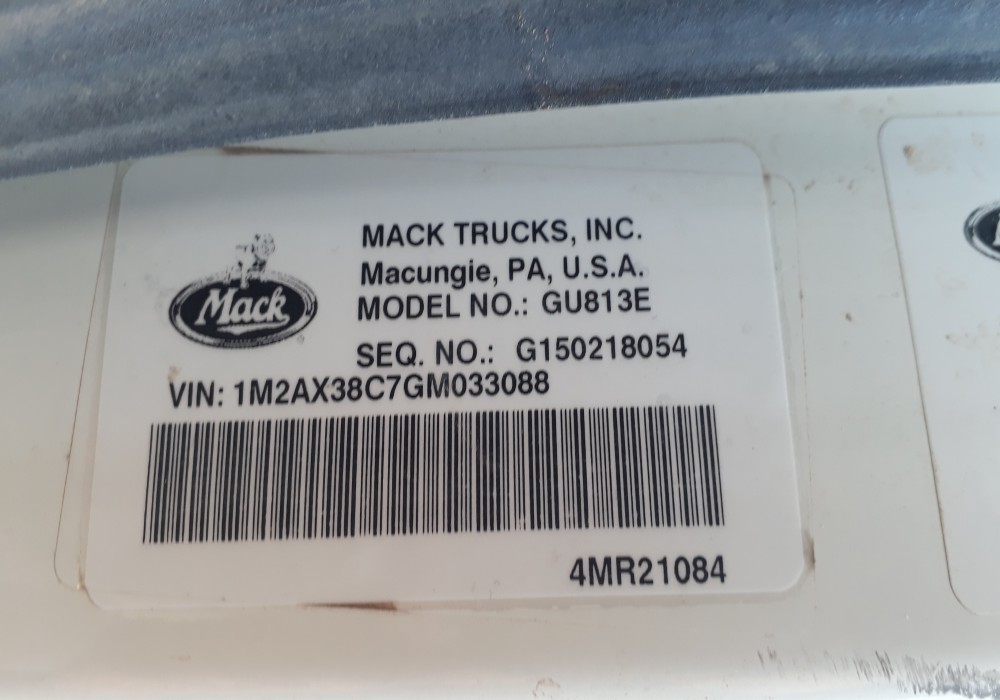 Mack
MACK TRUCKS, INC.
Macungie, PA, U.S.A.
MODEL NO.: GU813E
SEQ. NO.: G150218054
VIN: 1M2AX38C7GM033088
4MR21084